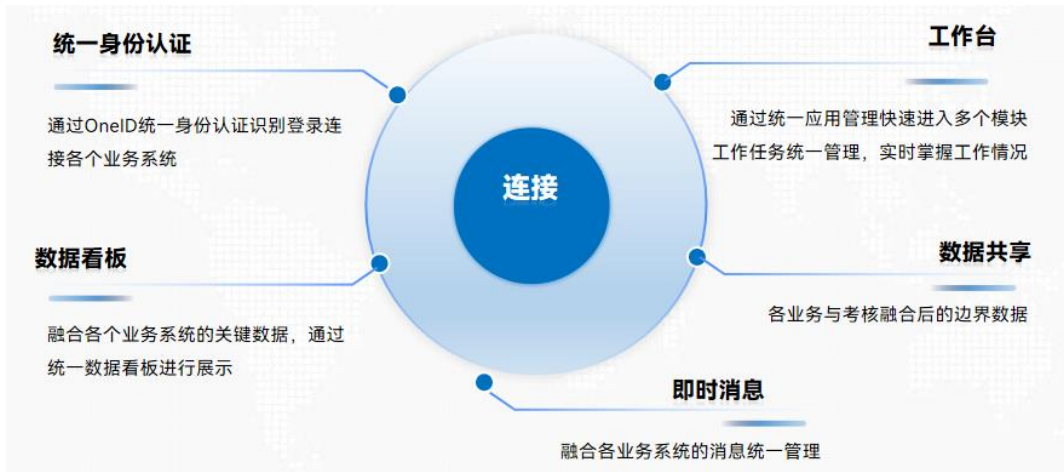 统一身份认证
通过OneID统一身份认证识别登录连
接各个业务系统
工作台
通过统一应用管理快速进入多个模块
工作任务统一管理，实时掌握工作情况
连接
数据看板
融合各个业务系统的关键数据，通过
统一数据看板进行展示
数据共享
各业务与考核融合后的边界数据
即时消息
融合各业务系统的消息统一管理